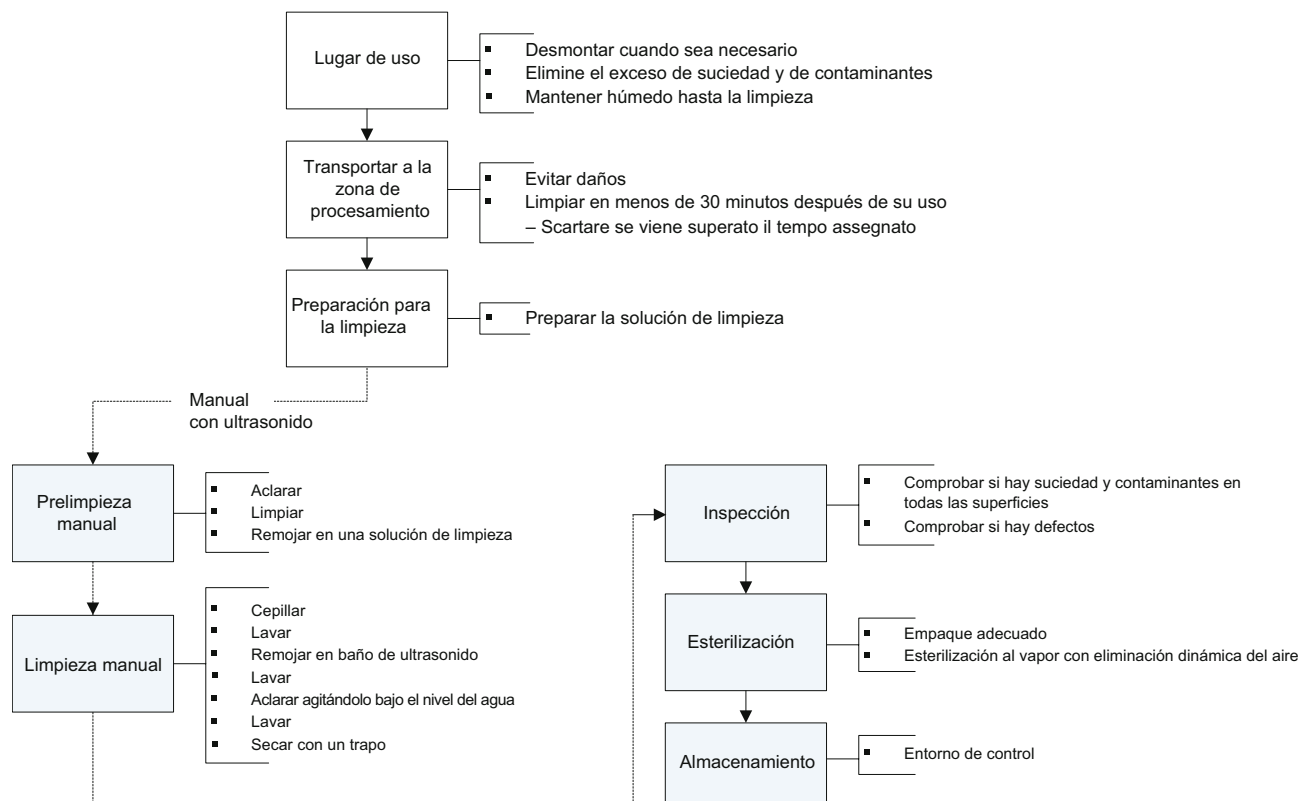 Lugar de uso
▪ Desmontar cuando sea necesario
▪ Elimine el exceso de suciedad y de contaminantes
▪ Mantener húmedo hasta la limpieza
Transportar a la
zona de
procesamiento
▪ Evitar daños
▪ Limpiar en menos de 30 minutos después de su uso
– Scartare se viene superato il tempo assegnato
Preparación para
la limpieza
▪ Preparar la solución de limpieza
Manual
con ultrasonido
Prelimpieza
manual
▪ Aclarar
▪ Limpiar
▪ Remojar en una solución de limpieza
Limpieza manual
▪ Cepillar
▪ Lavar
▪ Remojar en baño de ultrasonido
▪ Lavar
▪ Aclarar agitándolo bajo el nivel del agua
▪ Lavar
▪ Secar con un trapo
Inspección
▪ Comprobar si hay suciedad y contaminantes en
todas las superficies
▪ Comprobar si hay defectos
Esterilización
▪ Empaque adecuado
▪ Esterilización al vapor con eliminación dinámica del aire
Almacenamiento
▪ Entorno de control